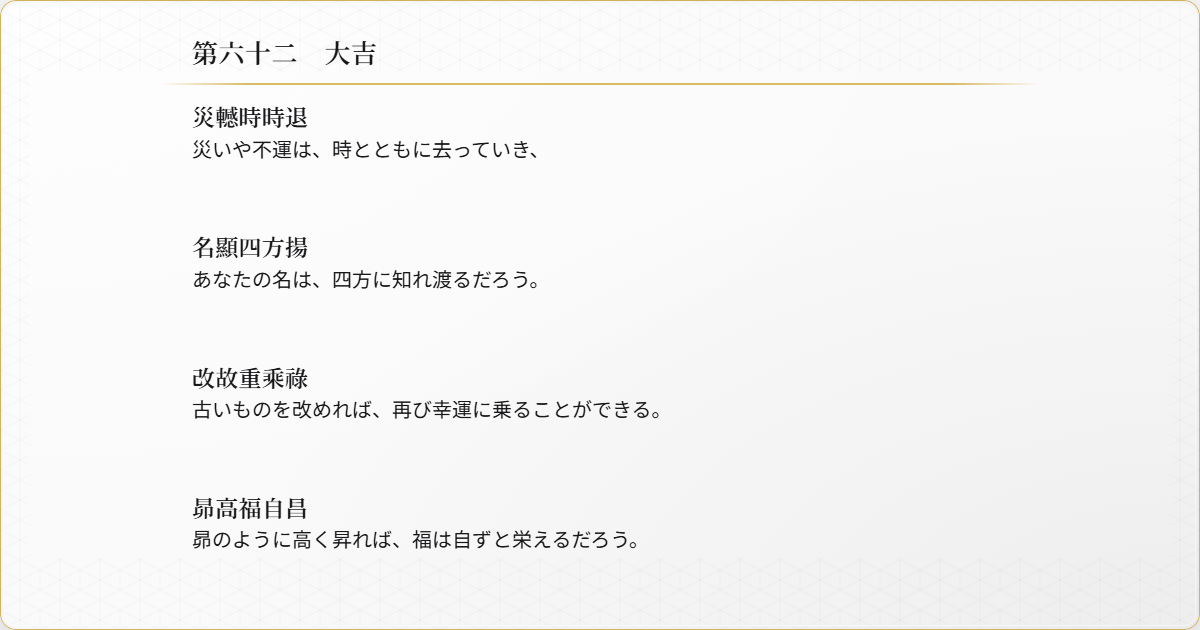 第六十二　大吉
災轗時時退
災いや不運は、時とともに去っていき、
名顯四方揚
あなたの名は、四方に知れ渡るだろう。
改故重乘祿
古いものを改めれば、再び幸運に乗ることができる。
昴高福自昌
昴のように高く昇れば、福は自ずと栄えるだろう。